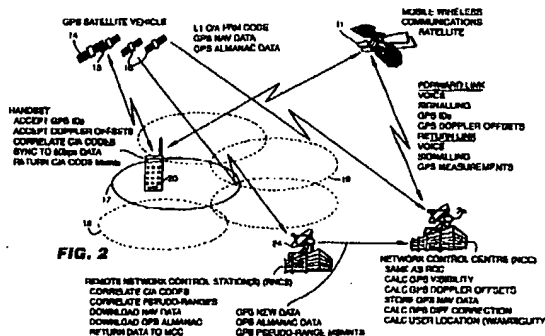 GPS SATELLITE VEHICLE
14
15
16
L1 C/A PRN CODE
GPS NAV DATA
GPS ALMANAC DATA
11
MOBILE WIRELESS
COMMUNICATIONS
SATELLITE
FORWARD LINK
VOICE
SIGNALLING
GPS IDs
GPS DOPPLER OFFSETS
RETURN LINK
VOICE
SIGNALLING
GPS MEASUREMENTS
HANDSET
ACCEPT GPS IDs
ACCEPT DOPPLER OFFSETS
CORRELATE C/A CODES
SYNC TO 50bps DATA
RETURN C/A CODE
20
17
18
19
FIG. 2
24
REMOTE NETWORK CONTROL STATION(S) (RNCS)
CORRELATE C/A CODES
CORRELATE PSEUDO-RANGES
DOWNLOAD NAV DATA
DOWNLOAD GPS ALMANAC
RETURN DATA TO
GPS NEW DATA
GPS ALMANAC DATA
GPS PSEUDO-RANGE
NETWORK CONTROL CENTRE (NCC)
SAME AS
CALC GPS VISIBILITY
CALC GPS DOPPLER OFFSETS
STORE GPS NAV DATA
CALC GPS DIFF CORRECTION
CALC USER LOCATION